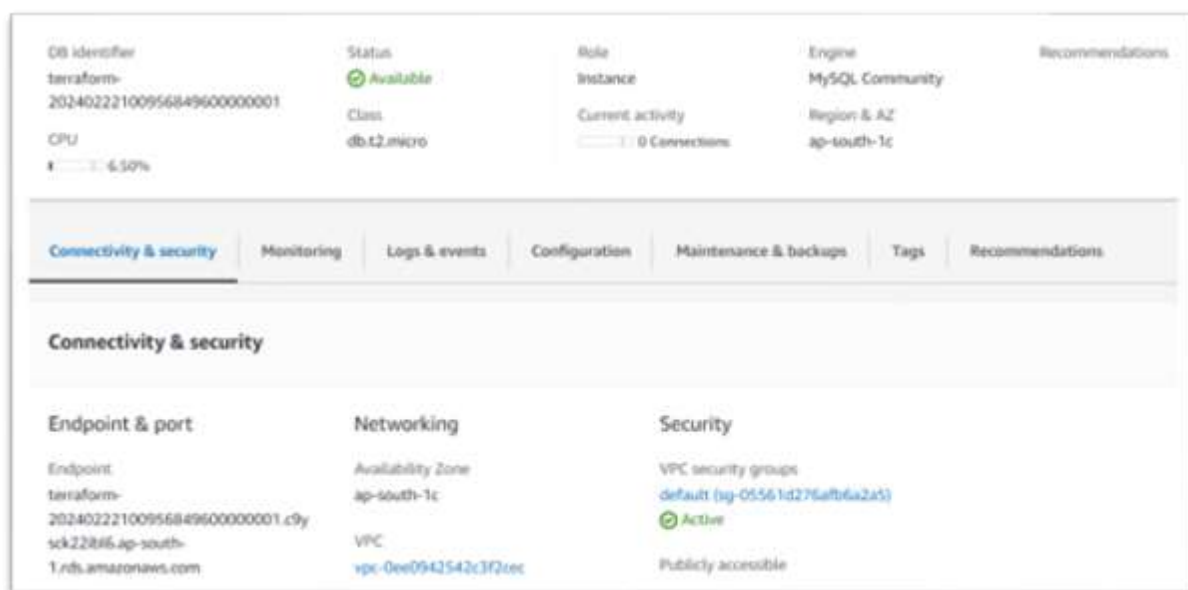 DB identifier
terraform-
20240222100956849600000001
CPU
6.50%
Status
Available
Class
db.t2.micro
Role
Instance
Current activity
0 Connections
Engine
MySQL Community
Region & AZ
ap-south-1c
Recommendations
Connectivity & security
Monitoring
Logs & events
Configuration
Maintenance & backups
Tags
Recommendations
Connectivity & security
Endpoint & port
Endpoint
terraform-
20240222100956849600000001.c9y
1.rds.amazonaws.com
Networking
Availability Zone
ap-south-1c
VPC
vpc-0ee0942542c3f2cec
Security
VPC security groups
default (sg-05561d276afb6a2a5)
Active
Publicly accessible